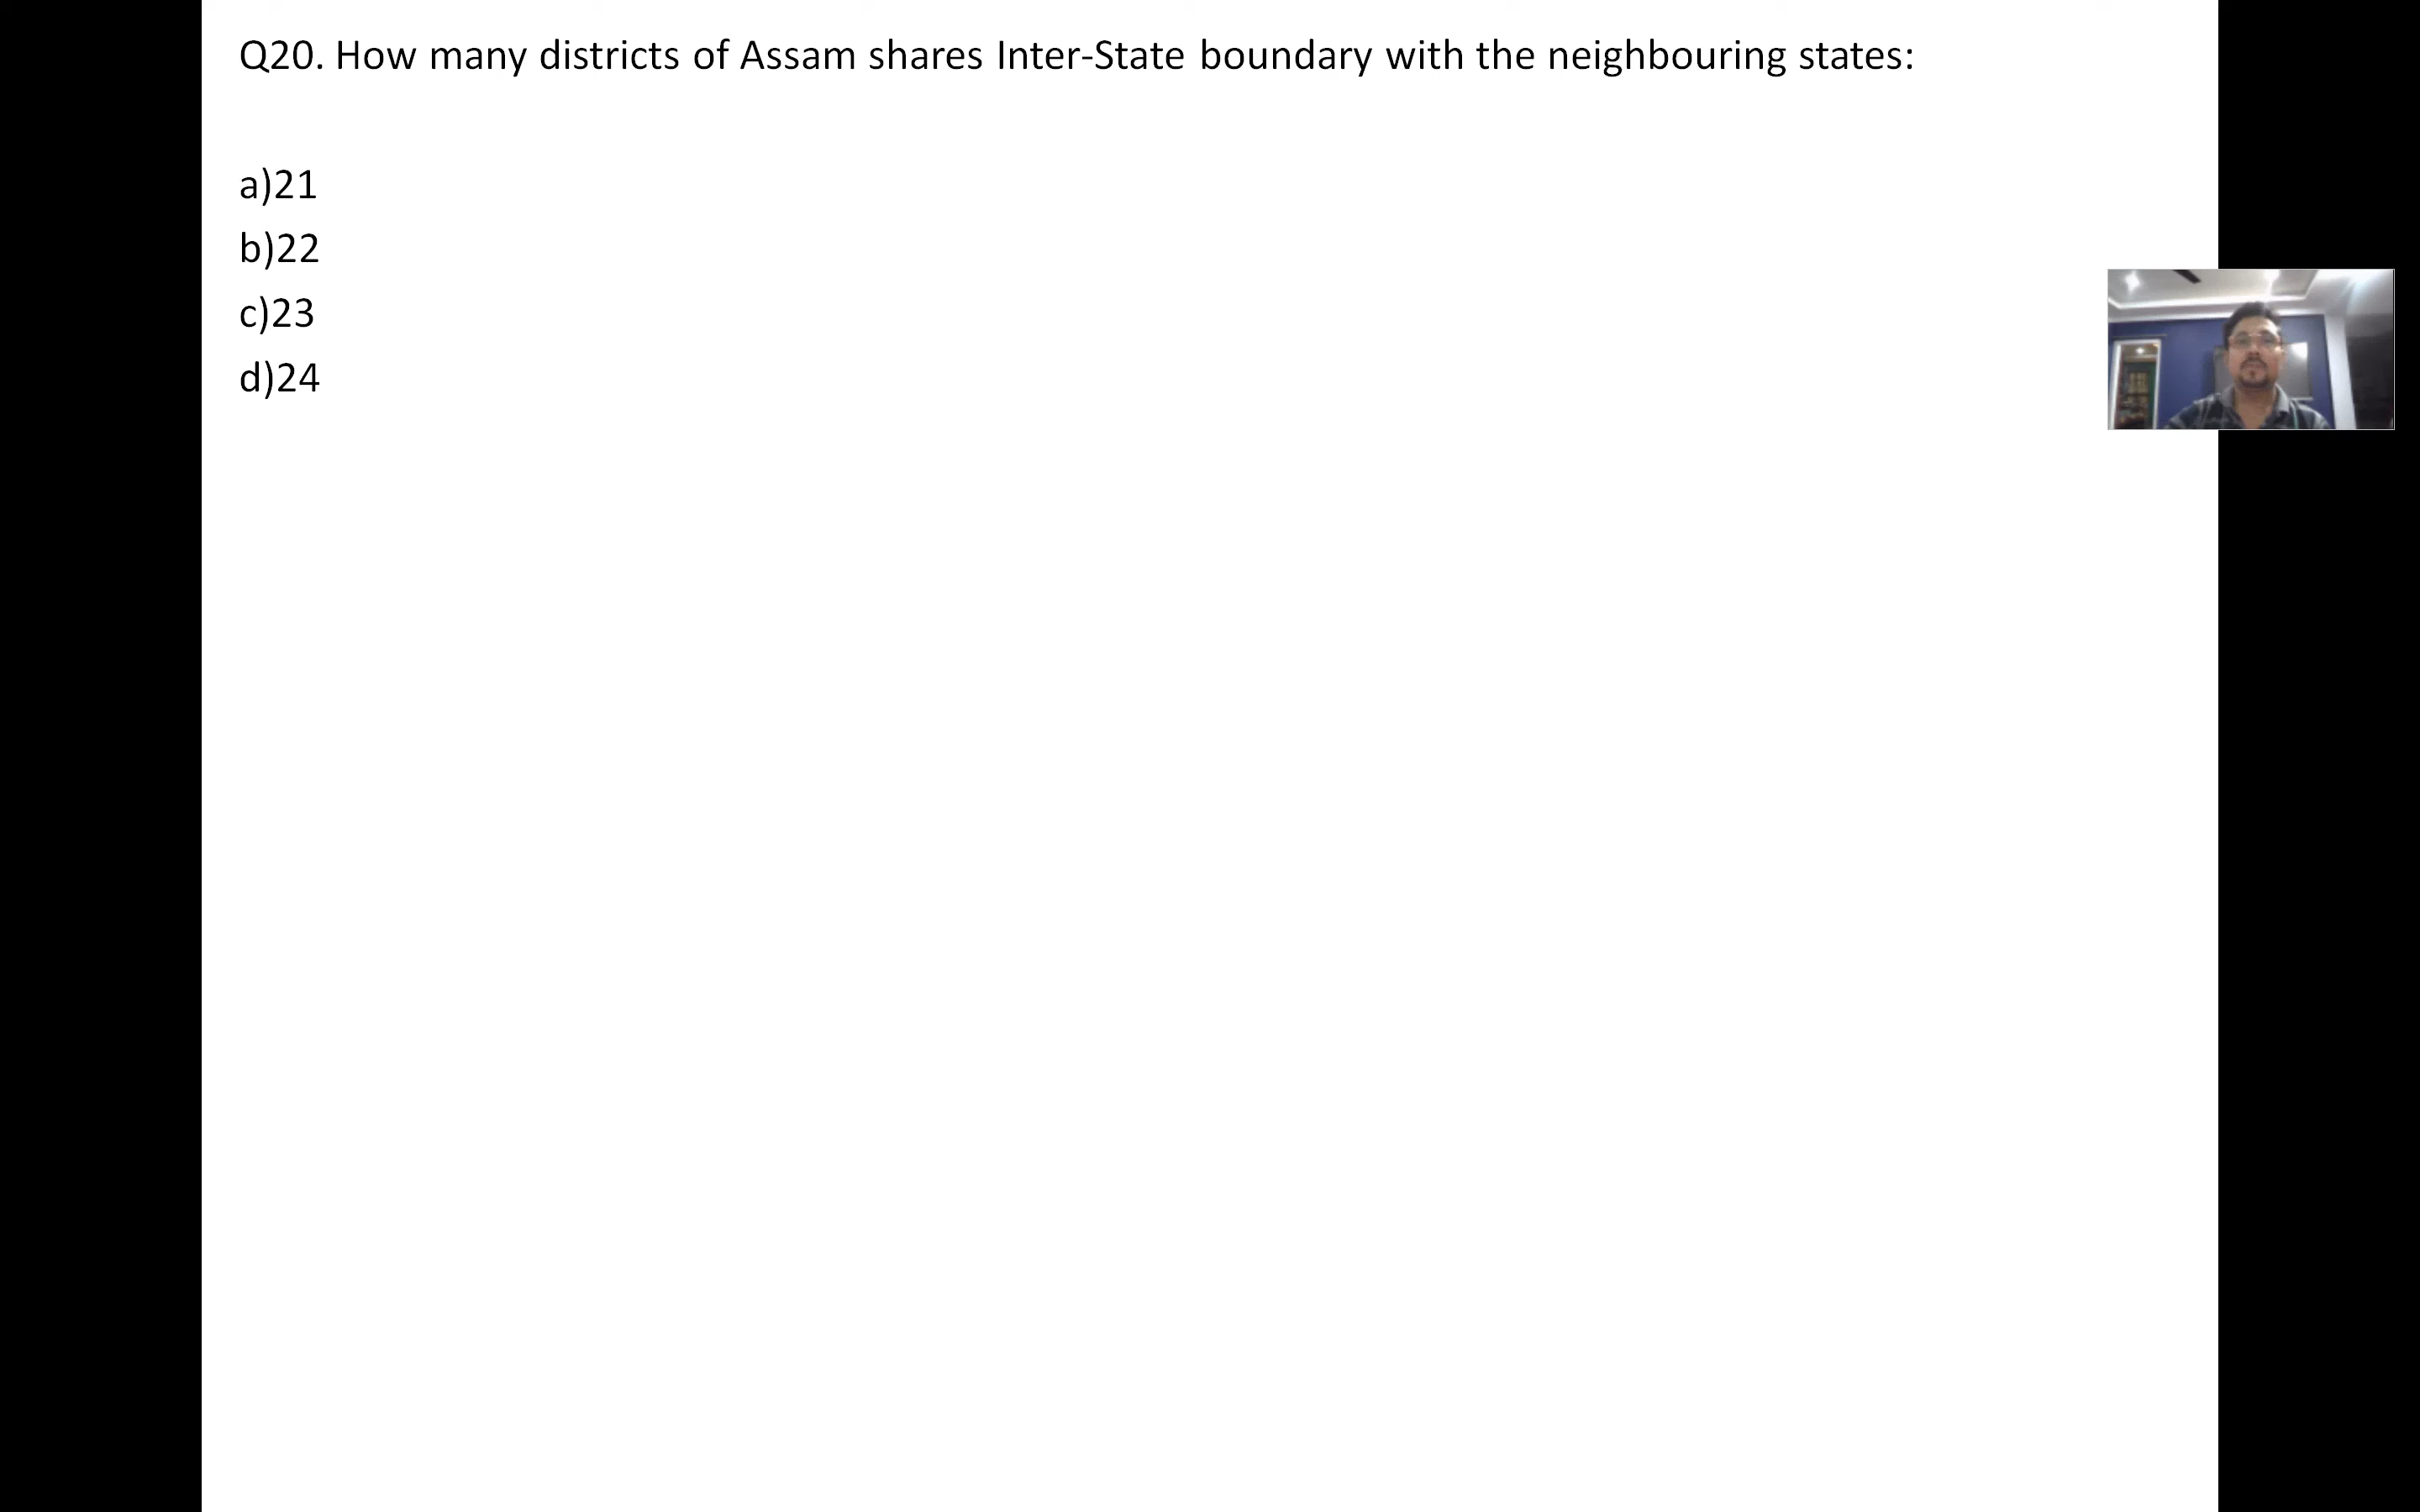 Q20. How many districts of Assam shares Inter-State boundary with the neighbouring states:
a)21
b)22
c)23
d)24